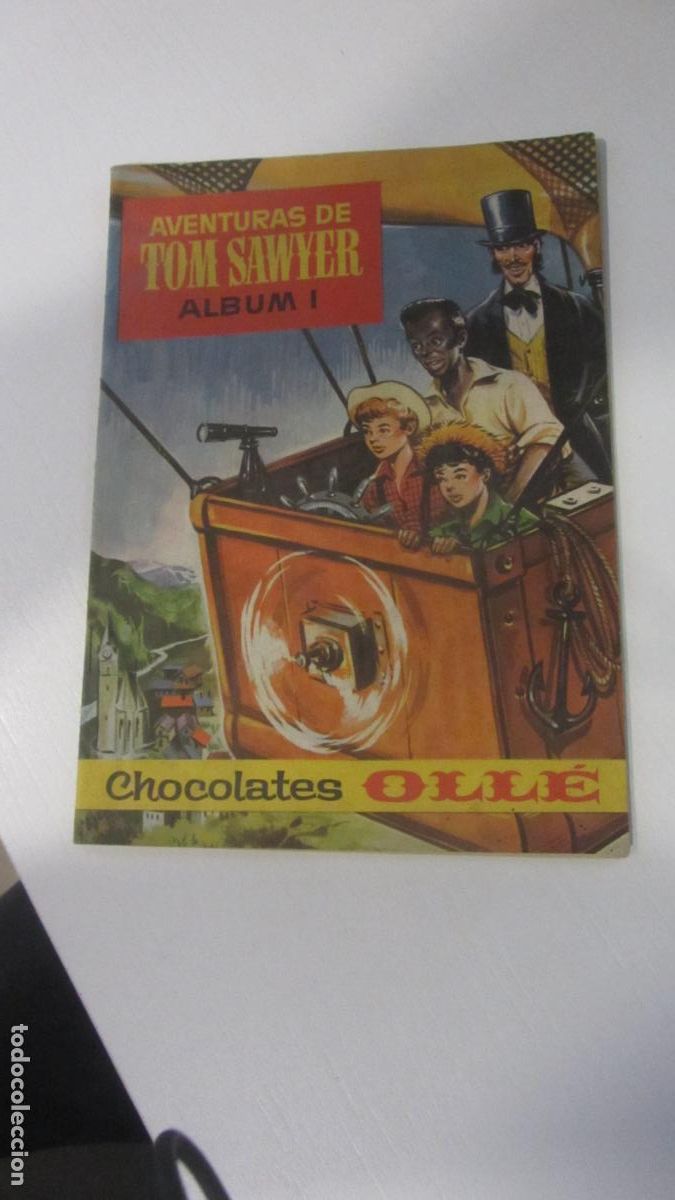 AVENTURAS DE
TOM SAWYER
ALBUM I
Chocolates OLLÉ
todocoleccion